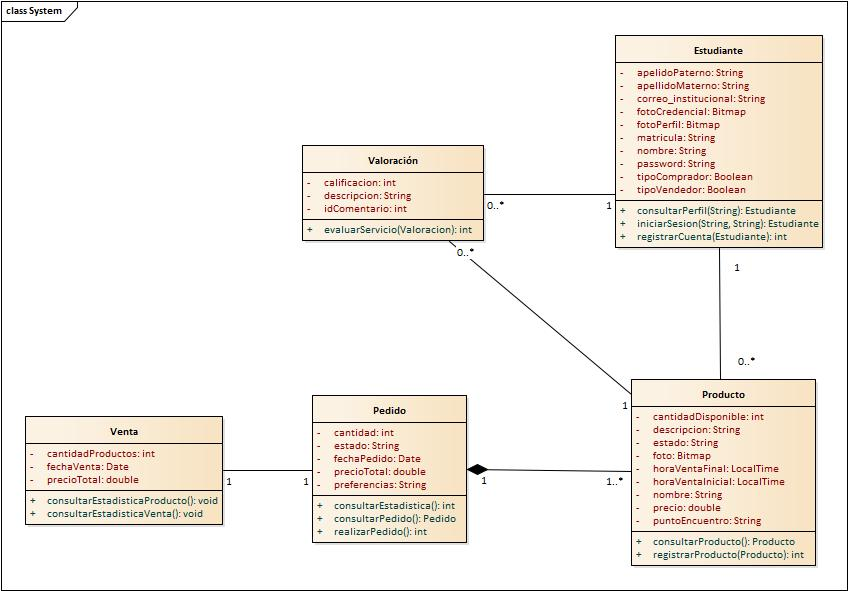 class System
Estudiante
- apelidoPaterno: String
- apellidoMaterno: String
- correo_institucional: String
- fotoCredencial: Bitmap
- fotoPerfil: Bitmap
- matricula: String
- nombre: String
- password: String
- tipoComprador: Boolean
- tipoVendedor: Boolean
+ consultarPerfil(String): Estudiante
+ iniciarSesion(String, String): Estudiante
+ registrarCuenta(Estudiante): int
Valoración
- calificacion: int
- descripcion: String
- idComentario: int
+ evaluarServicio(Valoracion): int
0..*
1
0..*
1
1
0..*
Producto
- cantidadDisponible: int
- descripcion: String
- estado: String
- foto: Bitmap
- horaVentaFinal: LocalTime
- horaVentaInicial: LocalTime
- nombre: String
- precio: double
- puntoEncuentro: String
+ consultarProducto(): Producto
+ registrarProducto(Producto): int
Pedido
- cantidad: int
- estado: String
- fechaPedido: Date
- precioTotal: double
- preferencias: String
+ consultarEstadistica(): int
+ consultarPedido(): Pedido
+ realizarPedido(): int
1
1..*
Venta
- cantidadProductos: int
- fechaVenta: Date
- precioTotal: double
+ consultarEstadisticaProducto(): void
+ consultarEstadisticaVenta(): void
1
1